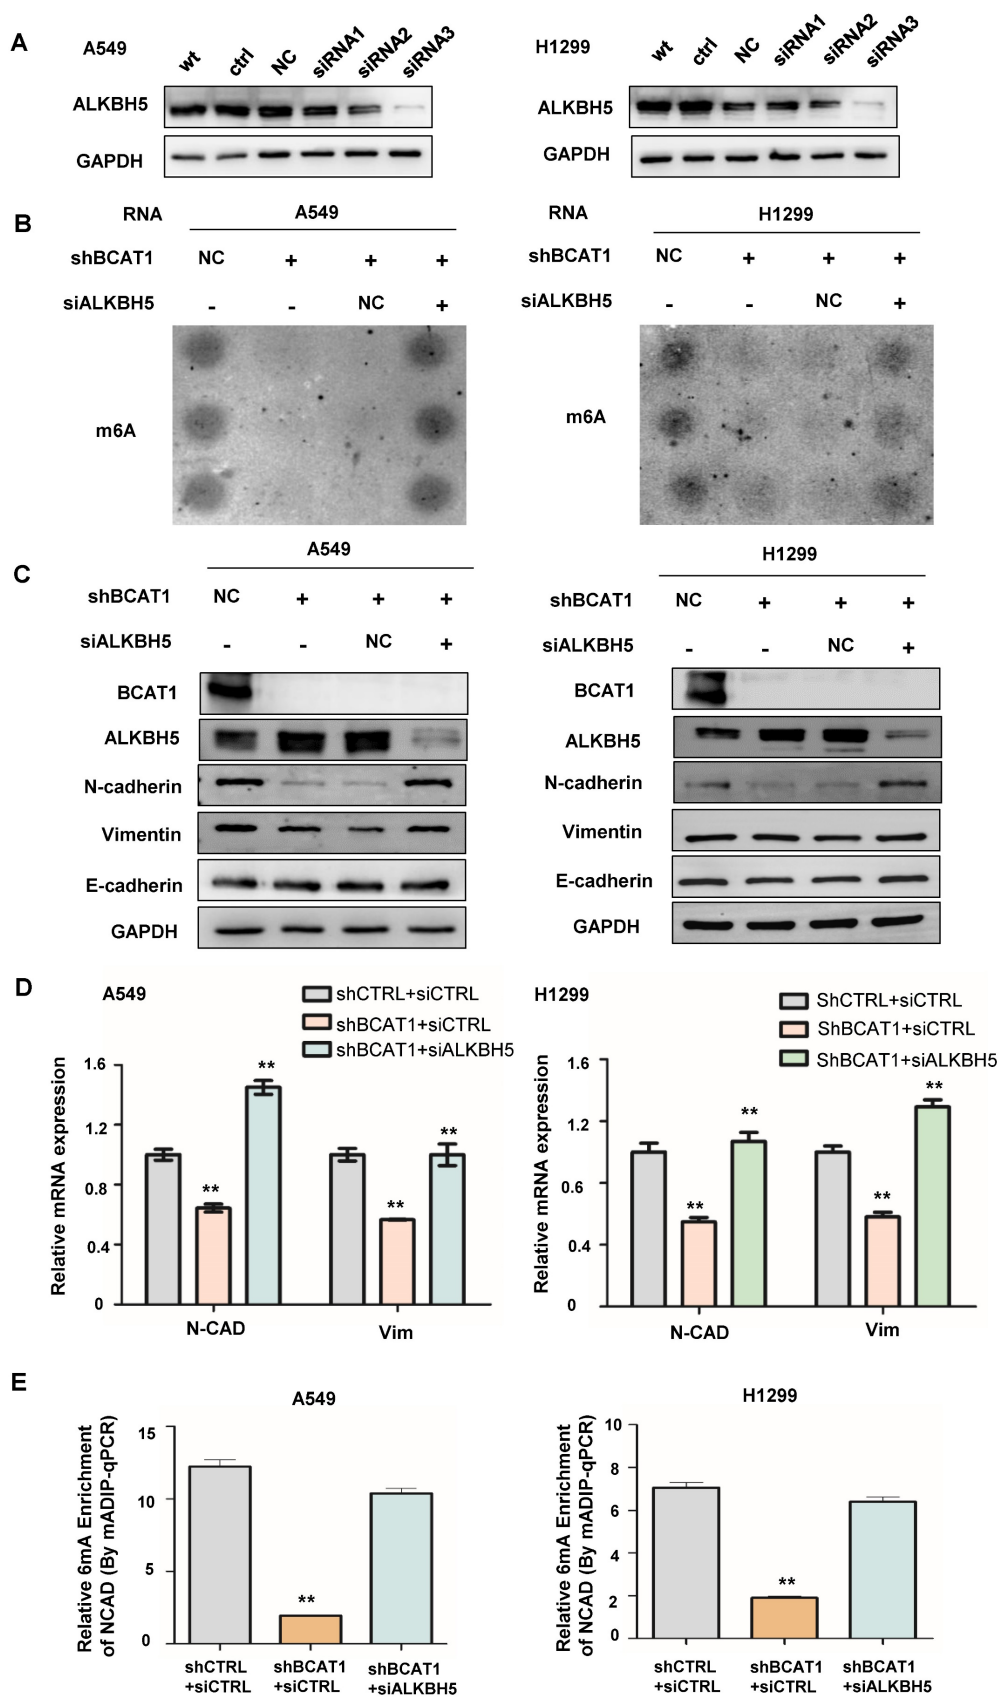 A
A549
wt
ctrl
NC
siRNA1
siRNA2
siRNA3
ALKBH5
GAPDH
H1299
wt
ctrl
NC
siRNA1
siRNA2
siRNA3
ALKBH5
GAPDH
B
RNA
A549
shBCAT1 NC + + +
siALKBH5 - - NC +
m6A
RNA
H1299
shBCAT1 NC + + +
siALKBH5 - - NC +
m6A
C
A549
shBCAT1 NC + + +
siALKBH5 - - NC +
BCAT1
ALKBH5
N-cadherin
Vimentin
E-cadherin
GAPDH
H1299
shBCAT1 NC + + +
siALKBH5 - - NC +
BCAT1
ALKBH5
N-cadherin
Vimentin
E-cadherin
GAPDH
D
A549
shCTRL+siCTRL
shBCAT1+siCTRL
shBCAT1+siALKBH5
Relative mRNA expression
1.6
1.2
0.8
0.4
0
**
**
**
**
N-CAD
Vim
H1299
ShCTRL+siCTRL
ShBCAT1+siCTRL
ShBCAT1+siALKBH5
Relative mRNA expression
1.6
1.2
0.6
0.4
0
**
**
**
**
N-CAD
Vim
E
A549
Relative 6mA Enrichment
of NCAD (By mADIP-qPCR)
15
10
5
0
**
shCTRL
+siCTRL
shBCAT1
+siCTRL
shBCAT1
+siALKBH5
H1299
Relative 6mA Enrichment
of NCAD (By mADIP-qPCR)
10
8
6
4
2
0
**
shCTRL
+siCTRL
shBCAT1
+siCTRL
shBCAT1
+siALKBH5